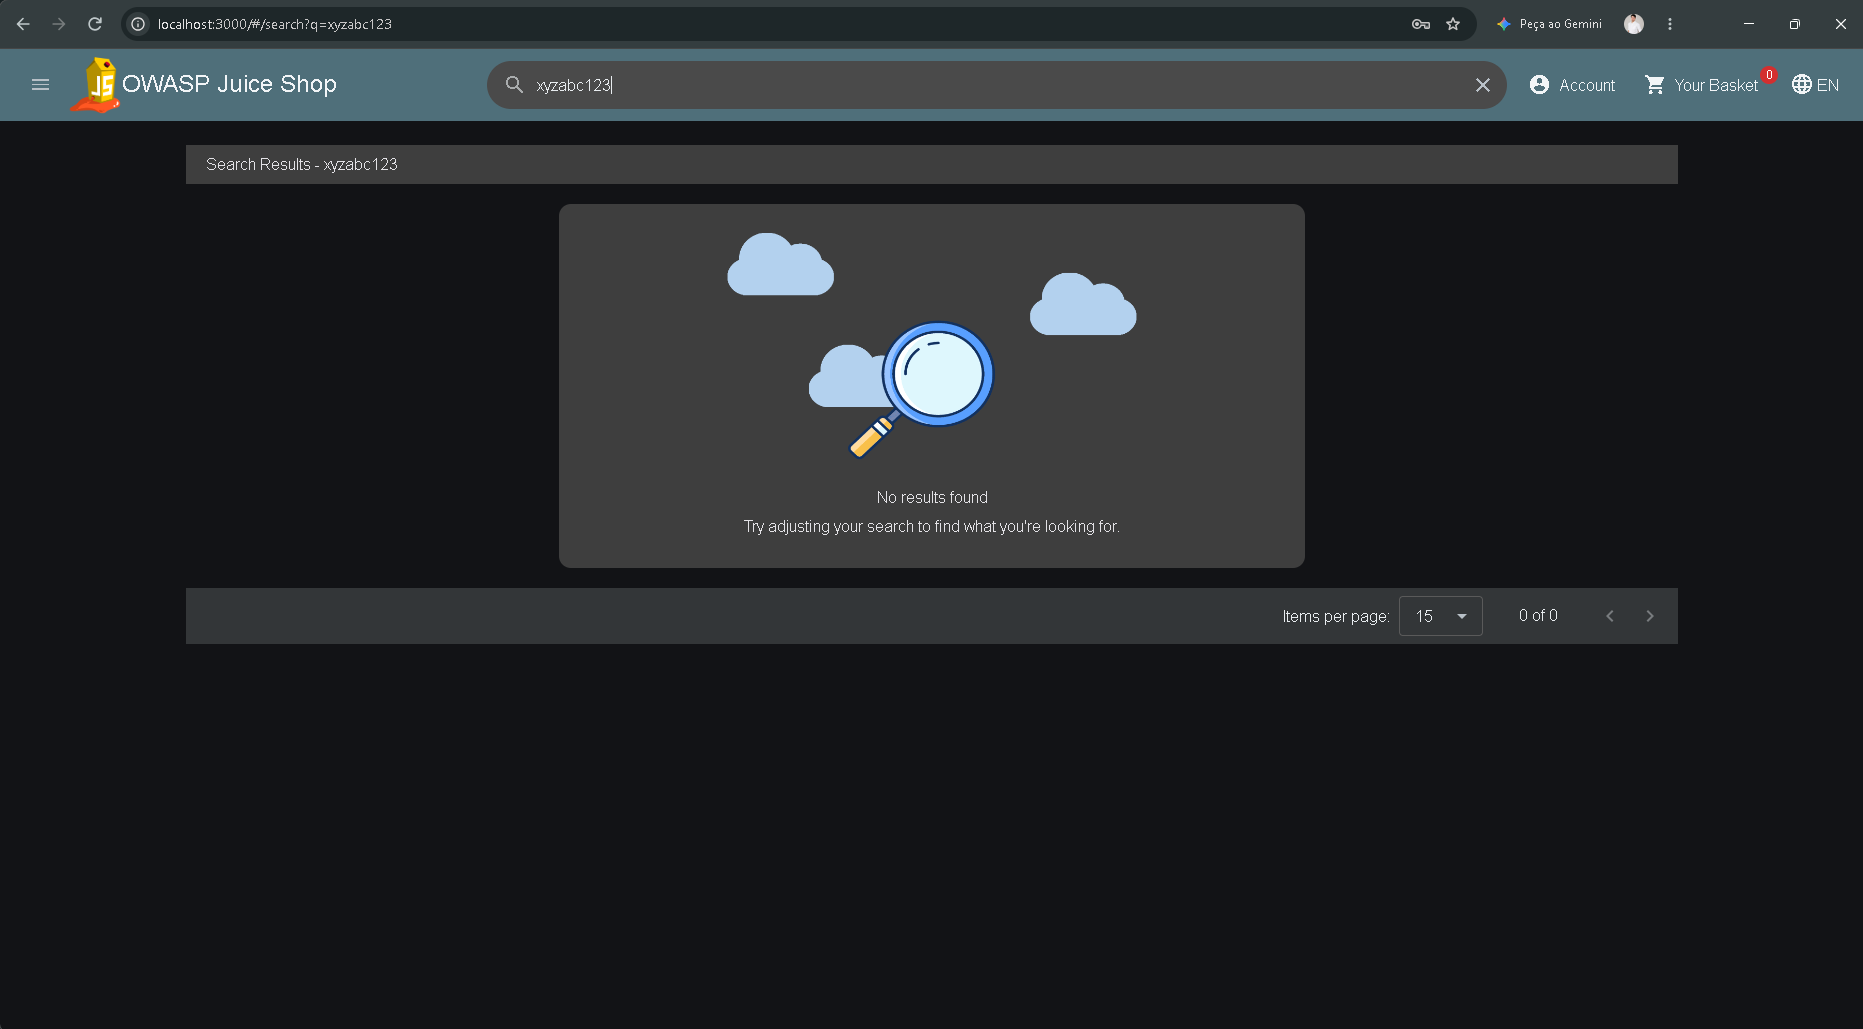 localhost:3000/#/search?q=xyzabc123
Peça ao Gemini
JS
OWASP Juice Shop
xyzabc123
Account
Your Basket
0
EN
Search Results - xyzabc123
No results found
Try adjusting your search to find what you're looking for.
Items per page:
15
0 of 0